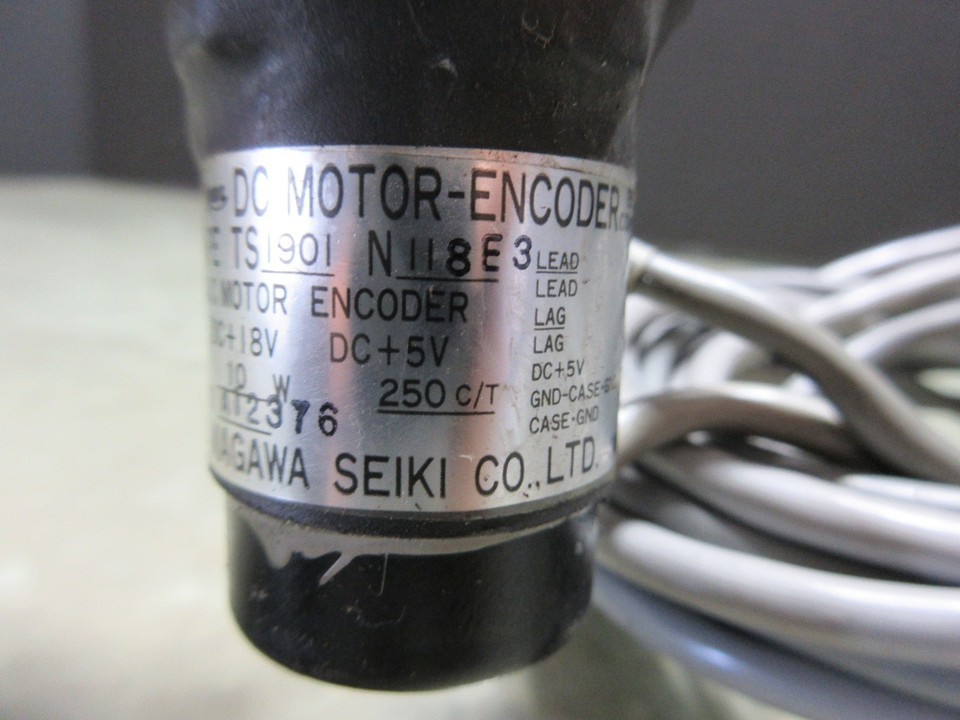 DC MOTOR-ENCODER
E TS1901 N118E3 LEAD
MOTOR ENCODER LEAD
LAG
DC+18V DC+5V LAG
DC+5V
10 W 250 C/T GND-CASE-
2376 CASE-GND
AGAWA SEIKI CO., LTD.